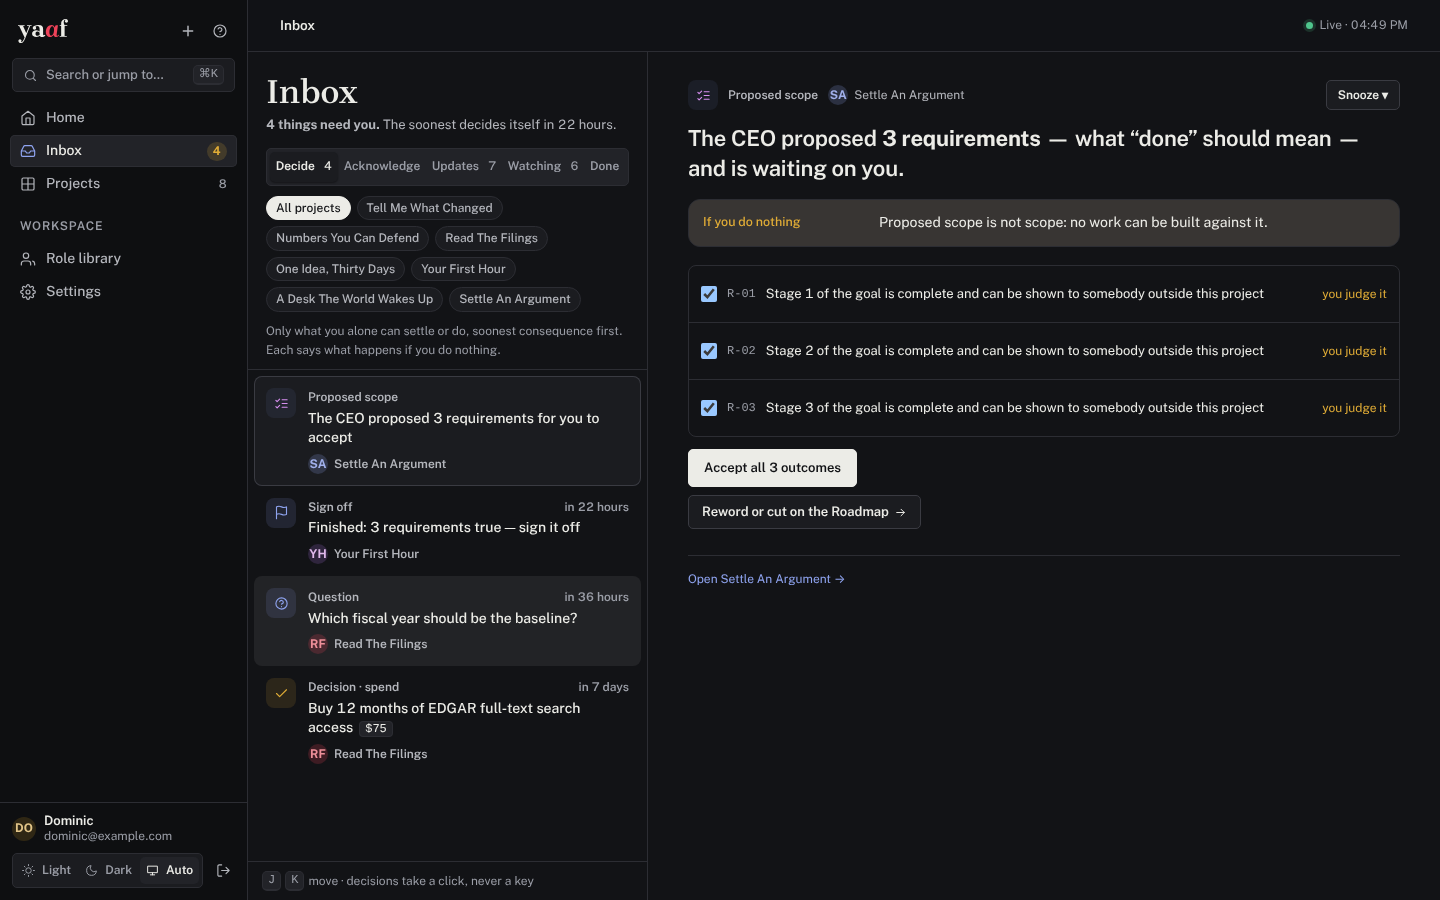 yaaf
Search or jump to... ⌘K
Home
Inbox 4
Projects 8
WORKSPACE
Role library
Settings
DO Dominic
dominic@example.com
Light Dark Auto
Inbox
Live · 04:49 PM
Inbox
4 things need you. The soonest decides itself in 22 hours.
Decide 4 Acknowledge Updates 7 Watching 6 Done
All projects Tell Me What Changed
Numbers You Can Defend Read The Filings
One Idea, Thirty Days Your First Hour
A Desk The World Wakes Up Settle An Argument
Only what you alone can settle or do, soonest consequence first.
Each says what happens if you do nothing.
Proposed scope
The CEO proposed 3 requirements for you to
accept
SA Settle An Argument
Sign off in 22 hours
Finished: 3 requirements true — sign it off
YH Your First Hour
Question in 36 hours
Which fiscal year should be the baseline?
RF Read The Filings
Decision · spend in 7 days
Buy 12 months of EDGAR full-text search
access $75
RF Read The Filings
J K move · decisions take a click, never a key
Proposed scope SA Settle An Argument
Snooze ▾
The CEO proposed 3 requirements — what “done” should mean —
and is waiting on you.
If you do nothing Proposed scope is not scope: no work can be built against it.
R-01 Stage 1 of the goal is complete and can be shown to somebody outside this project you judge it
R-02 Stage 2 of the goal is complete and can be shown to somebody outside this project you judge it
R-03 Stage 3 of the goal is complete and can be shown to somebody outside this project you judge it
Accept all 3 outcomes
Reword or cut on the Roadmap →
Open Settle An Argument →